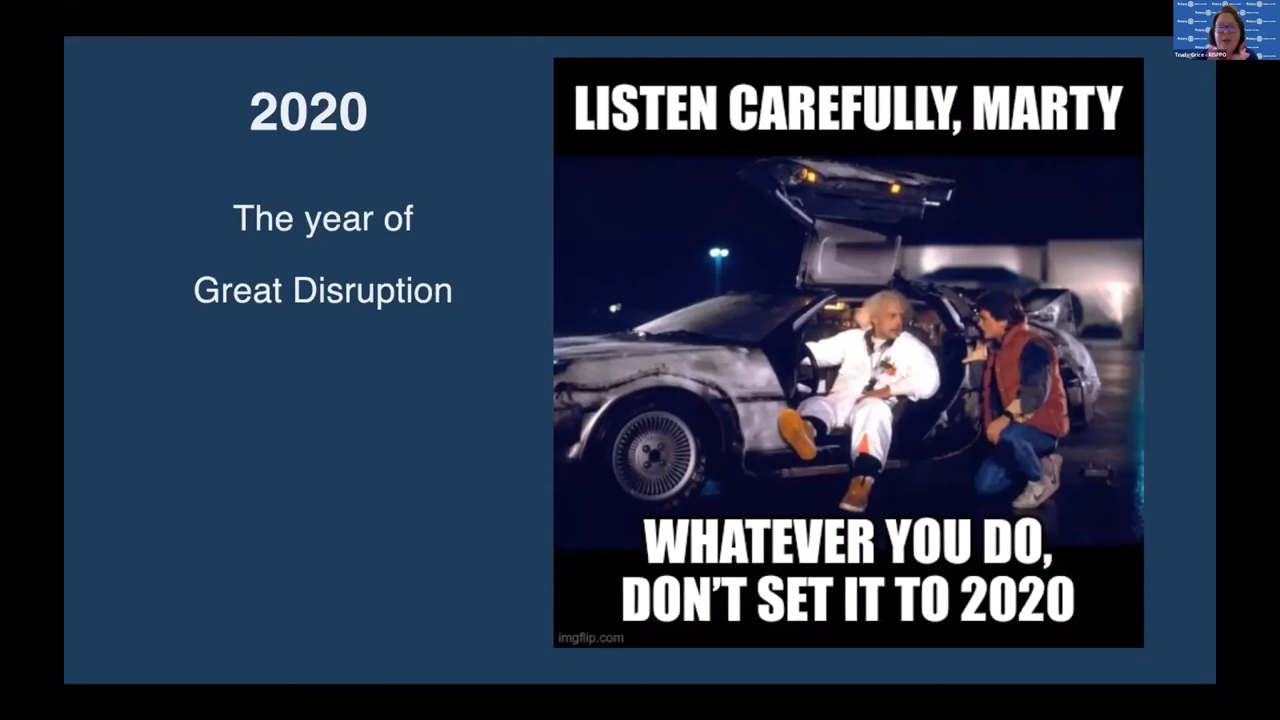 2020
The year of
Great Disruption
LISTEN CAREFULLY, MARTY
WHATEVER YOU DO,
DON'T SET IT TO 2020
imgflip.com
Rotary